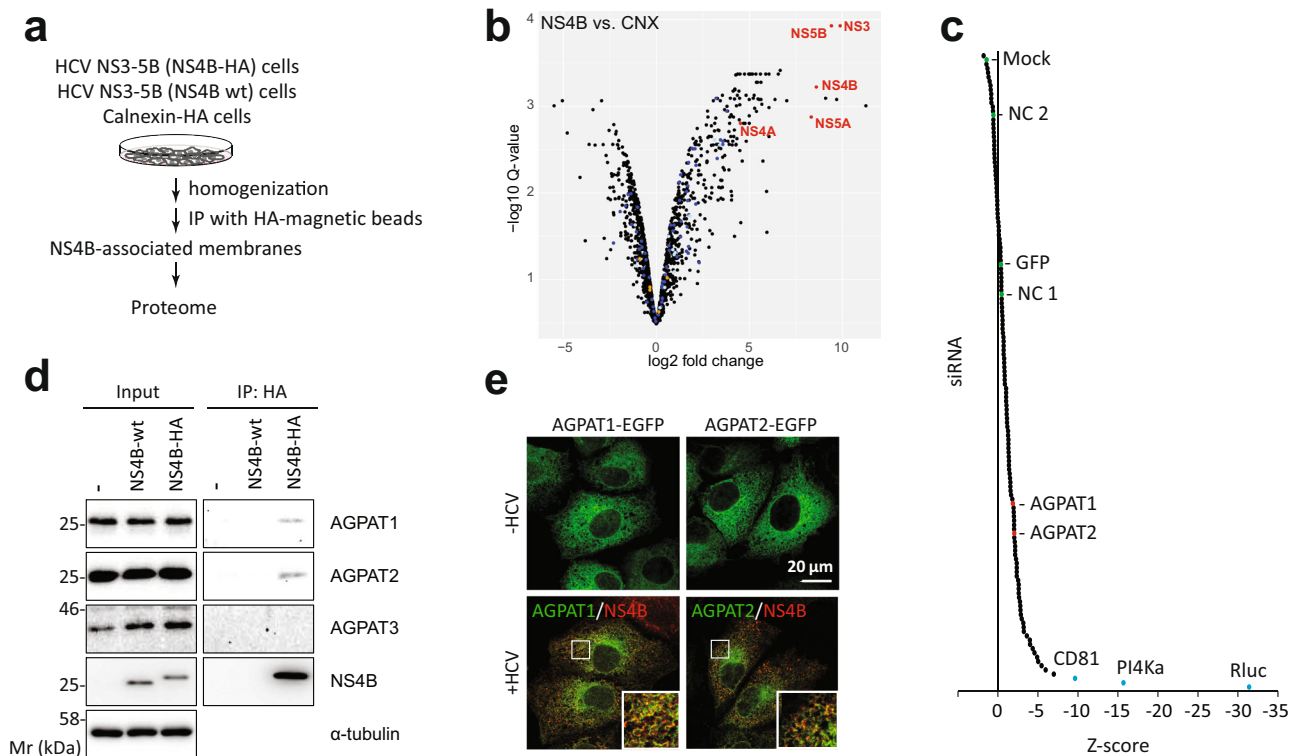 a
HCV NS3-5B (NS4B-HA) cells
HCV NS3-5B (NS4B wt) cells
Calnexin-HA cells
homogenization
IP with HA-magnetic beads
NS4B-associated membranes
Proteome
b
NS4B vs. CNX
NS5B
NS3
NS4B
NS4A
NS5A
4
3
2
1
−log10 Q-value
−5
0
5
10
log2 fold change
c
Mock
NC 2
GFP
NC 1
AGPAT1
AGPAT2
CD81
PI4Ka
Rluc
siRNA
0 -5 -10 -15 -20 -25 -30 -35
Z-score
d
Input
IP: HA
-
NS4B-wt
NS4B-HA
-
NS4B-wt
NS4B-HA
25-
AGPAT1
25-
AGPAT2
46-
AGPAT3
25-
NS4B
58-
α-tubulin
Mr (kDa)
e
AGPAT1-EGFP
AGPAT2-EGFP
-HCV
20 µm
+HCV
AGPAT1/NS4B
AGPAT2/NS4B